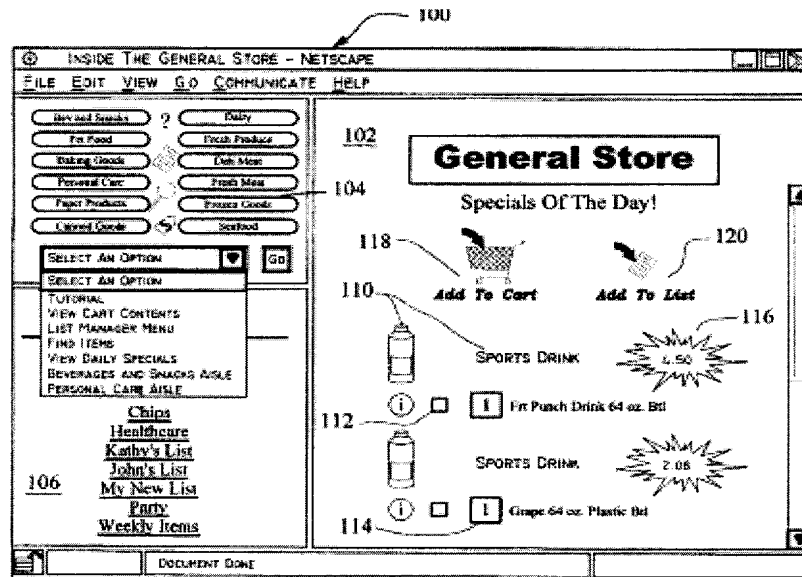 100
INSIDE THE GENERAL STORE - NETSCAPE
FILE EDIT VIEW GO COMMUNICATE HELP
Bev and Snacks ? Dairy
Pet Food Fresh Produce
Baking Goods Deli Meat
Personal Care Fresh Meat
Paper Products Frozen Goods
Canned Goods Seafood
104
SELECT AN OPTION GO
SELECT AN OPTION
TUTORIAL
VIEW CART CONTENTS
LIST MANAGER MENU
FIND ITEMS
VIEW DAILY SPECIALS
BEVERAGES AND SNACKS AISLE
PERSONAL CARE AISLE
Chips
Healthcare
Kathy's List
John's List
My New List
Party
Weekly Items
106
102
General Store
Specials Of The Day!
118 120
Add To Cart Add To List
110 116
SPORTS DRINK 4.50
112
i 1 Frt Punch Drink 64 oz. Btl
SPORTS DRINK 2.08
i 1 Grape 64 oz. Plastic Btl
114
DOCUMENT DONE